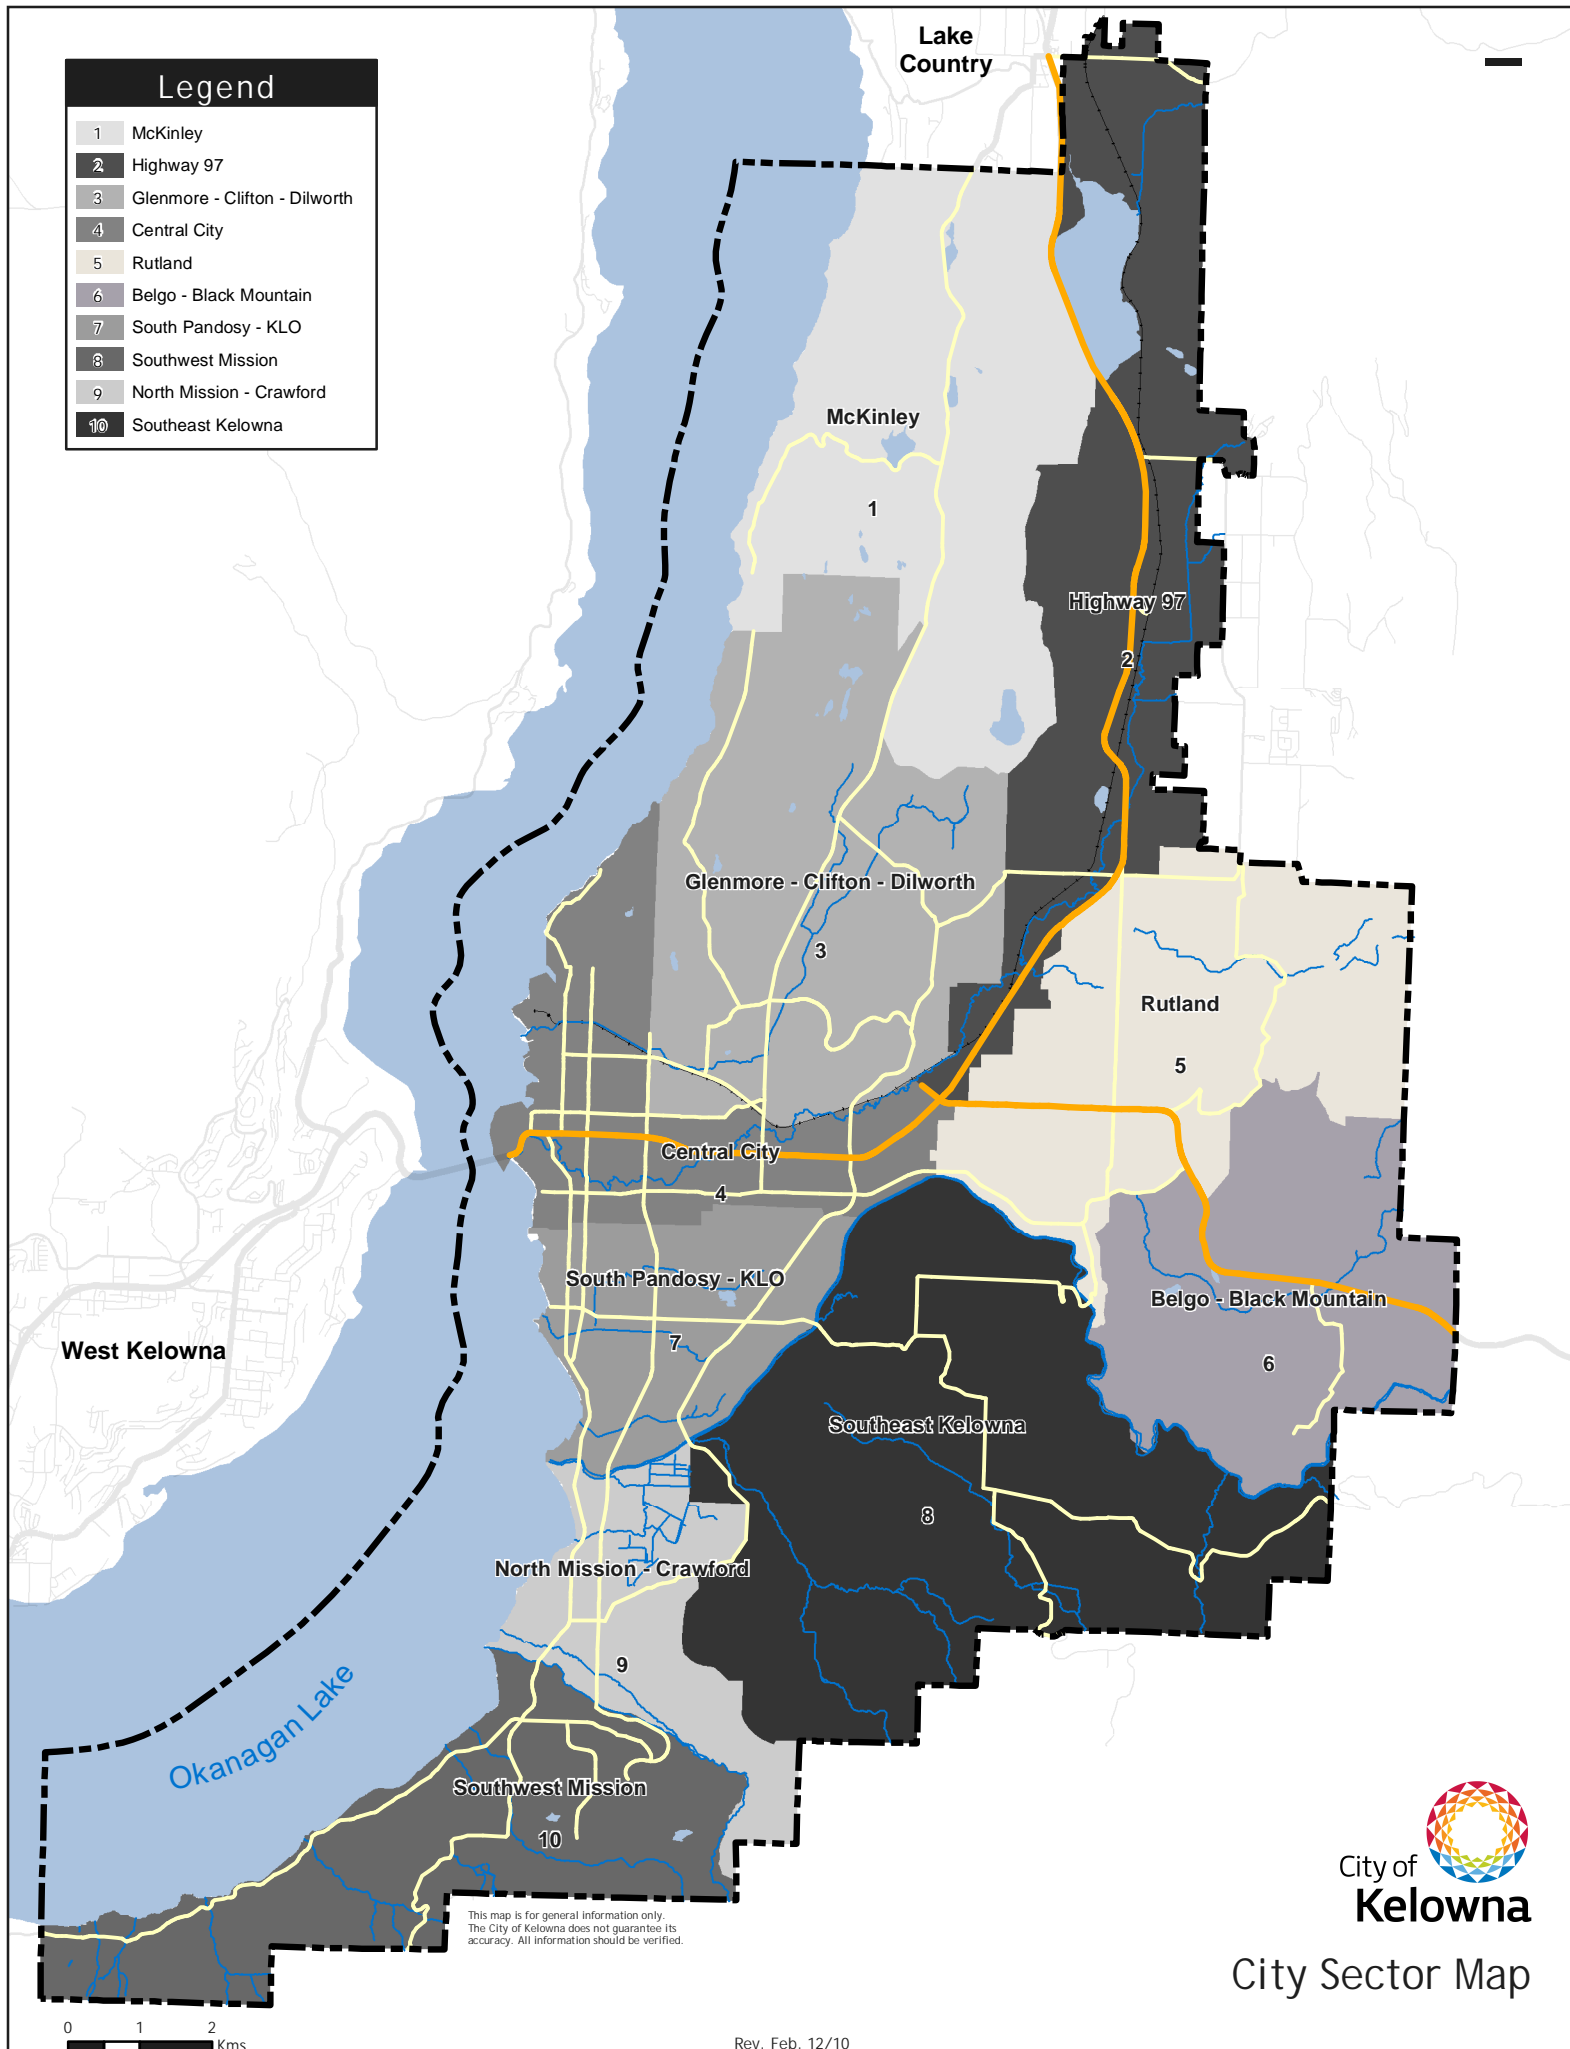 Lake
Country
Legend
1 McKinley
2 Highway 97
3 Glenmore - Clifton - Dilworth
4 Central City
5 Rutland
6 Belgo - Black Mountain
7 South Pandosy - KLO
8 Southwest Mission
9 North Mission - Crawford
10 Southeast Kelowna
McKinley
1
Highway 97
2
Glenmore - Clifton - Dilworth
3
Rutland
5
Central City
4
South Pandosy - KLO
7
Belgo - Black Mountain
6
West Kelowna
Southeast Kelowna
8
North Mission - Crawford
9
Okanagan Lake
Southwest Mission
10
City of
Kelowna
This map is for general information only.
The City of Kelowna does not guarantee its
accuracy. All information should be verified.
City Sector Map
0 1 2
Kms
Rev. Feb. 12/10